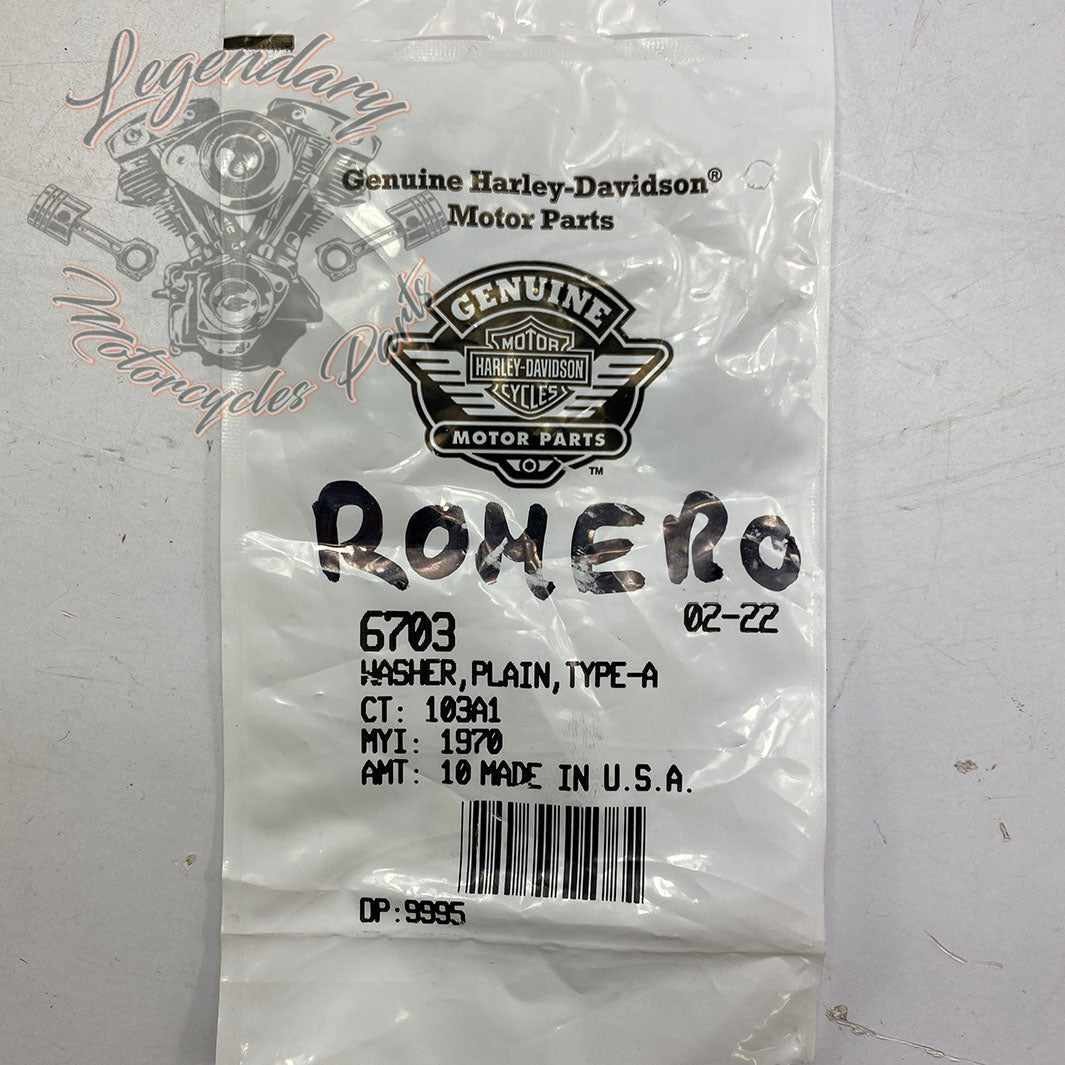 Legendary
Motorcycles Parts
Genuine Harley-Davidson®
Motor Parts
GENUINE
MOTOR
HARLEY-DAVIDSON
CYCLES
MOTOR PARTS
TM
ROMERO
02-22
6703
WASHER,PLAIN,TYPE-A
CT: 103A1
MYI: 1970
AMT: 10 MADE IN U.S.A.
DP:9995